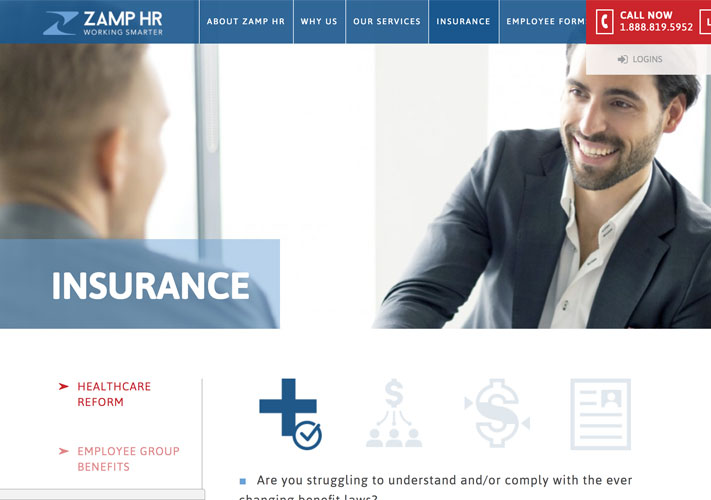 ZAMP HR
WORKING SMARTER
ABOUT ZAMP HR
WHY US
OUR SERVICES
INSURANCE
EMPLOYEE FORM
CALL NOW
1.888.819.5952
L
LOGINS
INSURANCE
HEALTHCARE
REFORM
EMPLOYEE GROUP
BENEFITS
Are you struggling to understand and/or comply with the ever
changing benefit laws?